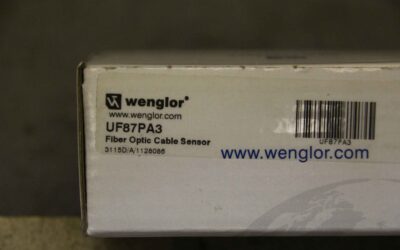 wenglor®
www.wenglor.com
UF87PA3
Fiber Optic Cable Sensor
3115D/A/1126086
UF87PA3
www.wenglor.com